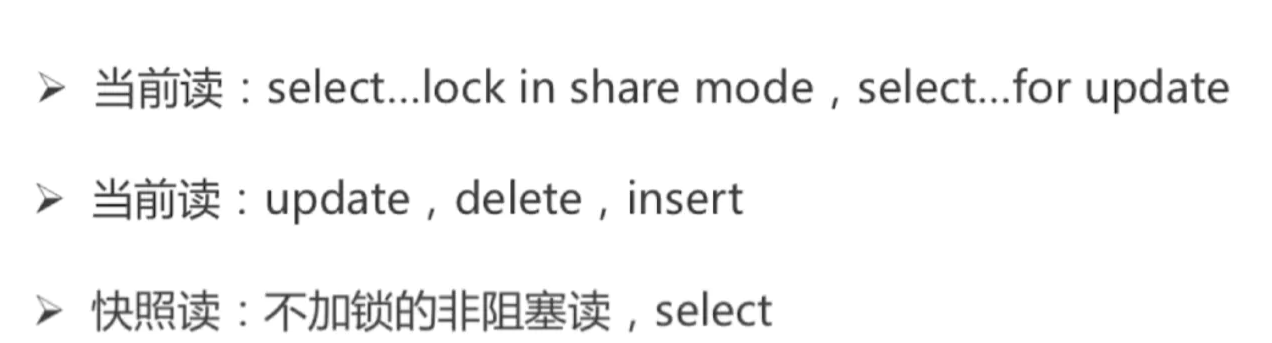 ➢ 当前读：select...lock in share mode，select...for update
➢ 当前读：update，delete，insert
➢ 快照读：不加锁的非阻塞读，select